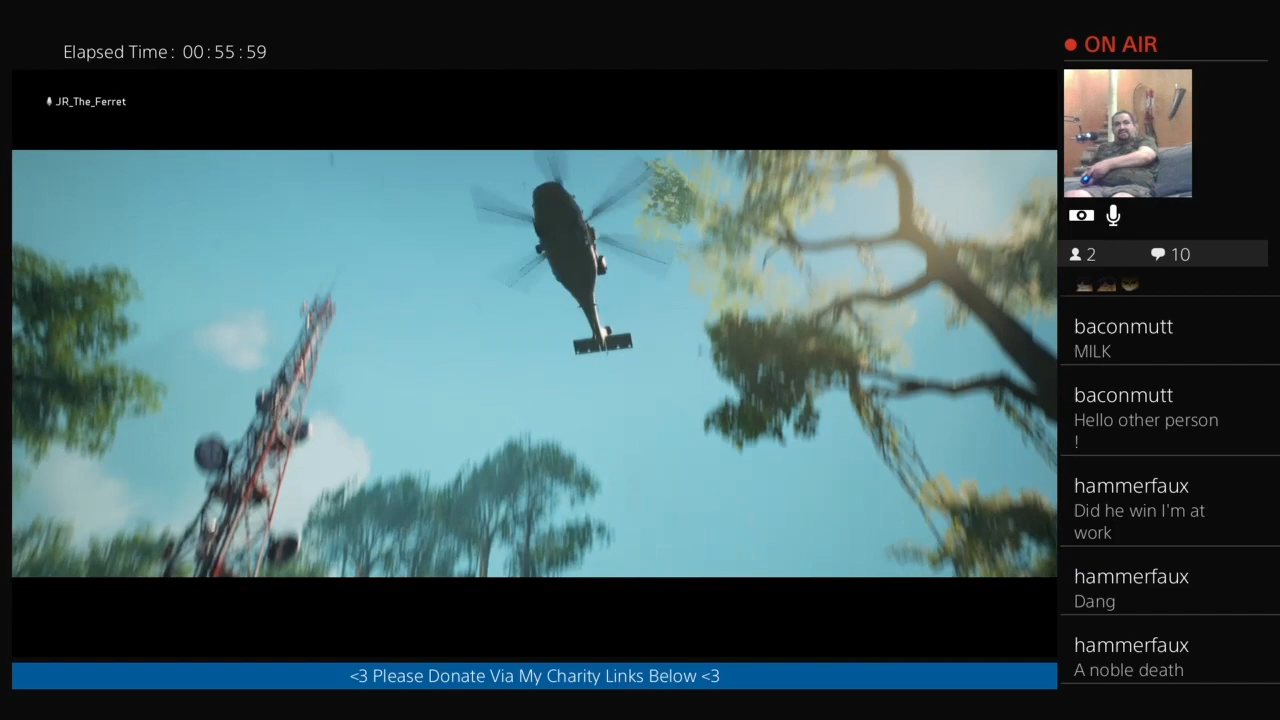 Elapsed Time: 00:55:59
ON AIR
JR_The_Ferret
2 10
baconmutt
MILK
baconmutt
Hello other person
!
hammerfaux
Did he win I'm at
work
hammerfaux
Dang
hammerfaux
A noble death
<3 Please Donate Via My Charity Links Below <3